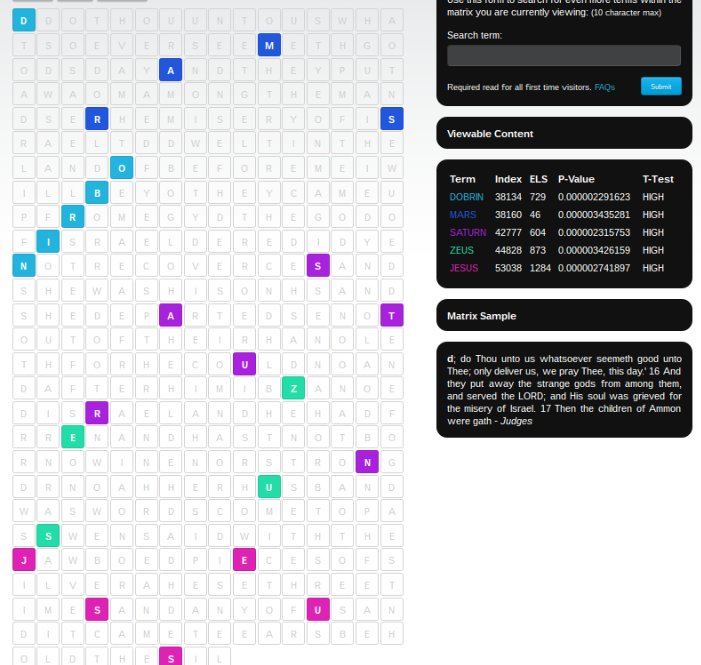 D D O T H O U U N T O U S W H A
T S O E V E R S E E M E T H G O
O D S D A Y A N D T H E Y P U T
A W A O M A M O N G T H E M A N
D S E R H E M I S E R Y O F I S
R A E L T D D W E L T I N T H E
L A N D O F B E F O R E M E I W
I L L B E Y O T H E Y C A M E U
P F R O M E G Y D T H E G O D O
F I S R A E L D E R E D I D Y E
N O T R E C O V E R C E S A N D
S H E W A S H I S O N H S A N D
S H E D E P A R T E D S E N O T
O U T O F T H E I R H A N O L E
T H F O R H E C O U L D N O A N
D A F T E R H I M I B Z A N O E
D I S R A E L A N D H E H A D F
R R E N A N D H A S T N O T B O
R N O W I N E N O R S T R O N G
D R N O A H H E R H U S B A N D
W A S W O R D S C O M E T O P A
S S W E N S A I D W I T H T H E
J A W B O E D P I E C E S O F S
I L V E R A H E S E T H R E E T
I M E S A N D A N Y O F U S A N
D I T C A M E T E E A R S B E H
O L D T H E S I L
Use this form to search for even more terms within the
matrix you are currently viewing: (10 character max)
Search term:
Required read for all first time visitors. FAQs
Submit
Viewable Content
Term Index ELS P-Value T-Test
DOBRIN 38134 729 0.000002291623 HIGH
MARS 38160 46 0.000003435281 HIGH
SATURN 42777 604 0.000002315753 HIGH
ZEUS 44828 873 0.000003426159 HIGH
JESUS 53038 1284 0.000002741897 HIGH
Matrix Sample
d; do Thou unto us whatsoever seemeth good unto
Thee; only deliver us, we pray Thee, this day.' 16 And
they put away the strange gods from among them,
and served the LORD; and His soul was grieved for
the misery of Israel. 17 Then the children of Ammon
were gath - Judges